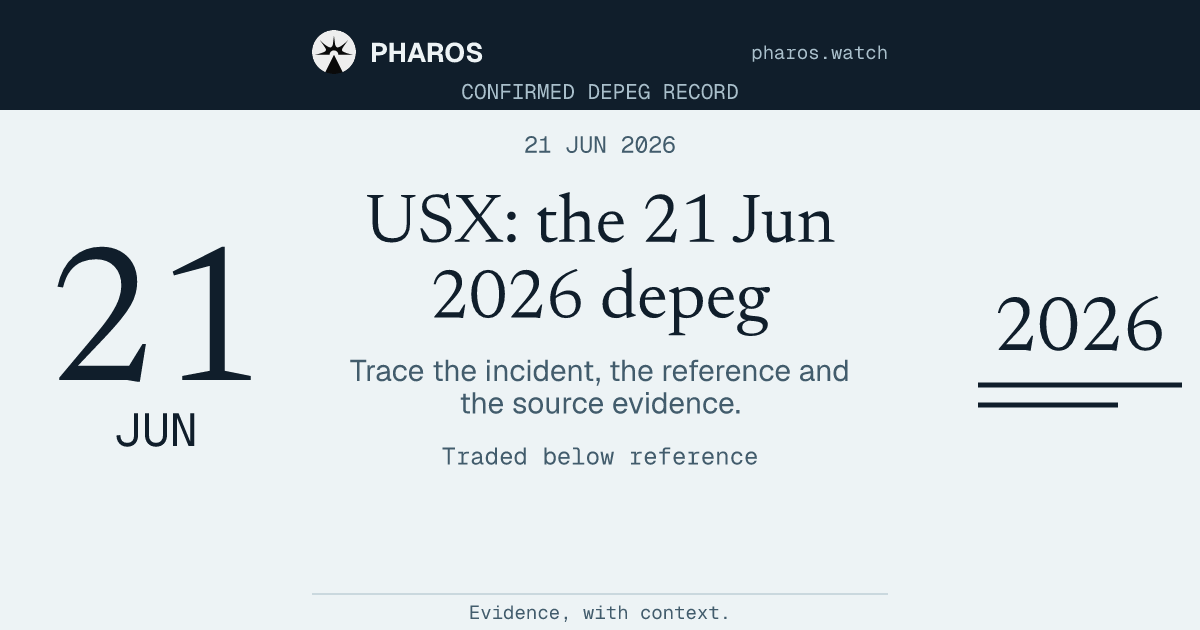 PHAROS
pharos.watch
CONFIRMED DEPEG RECORD
21 JUN 2026
USX: the 21 Jun
2026 depeg
Trace the incident, the reference and
the source evidence.
Traded below reference
21
JUN
2026
Evidence, with context.